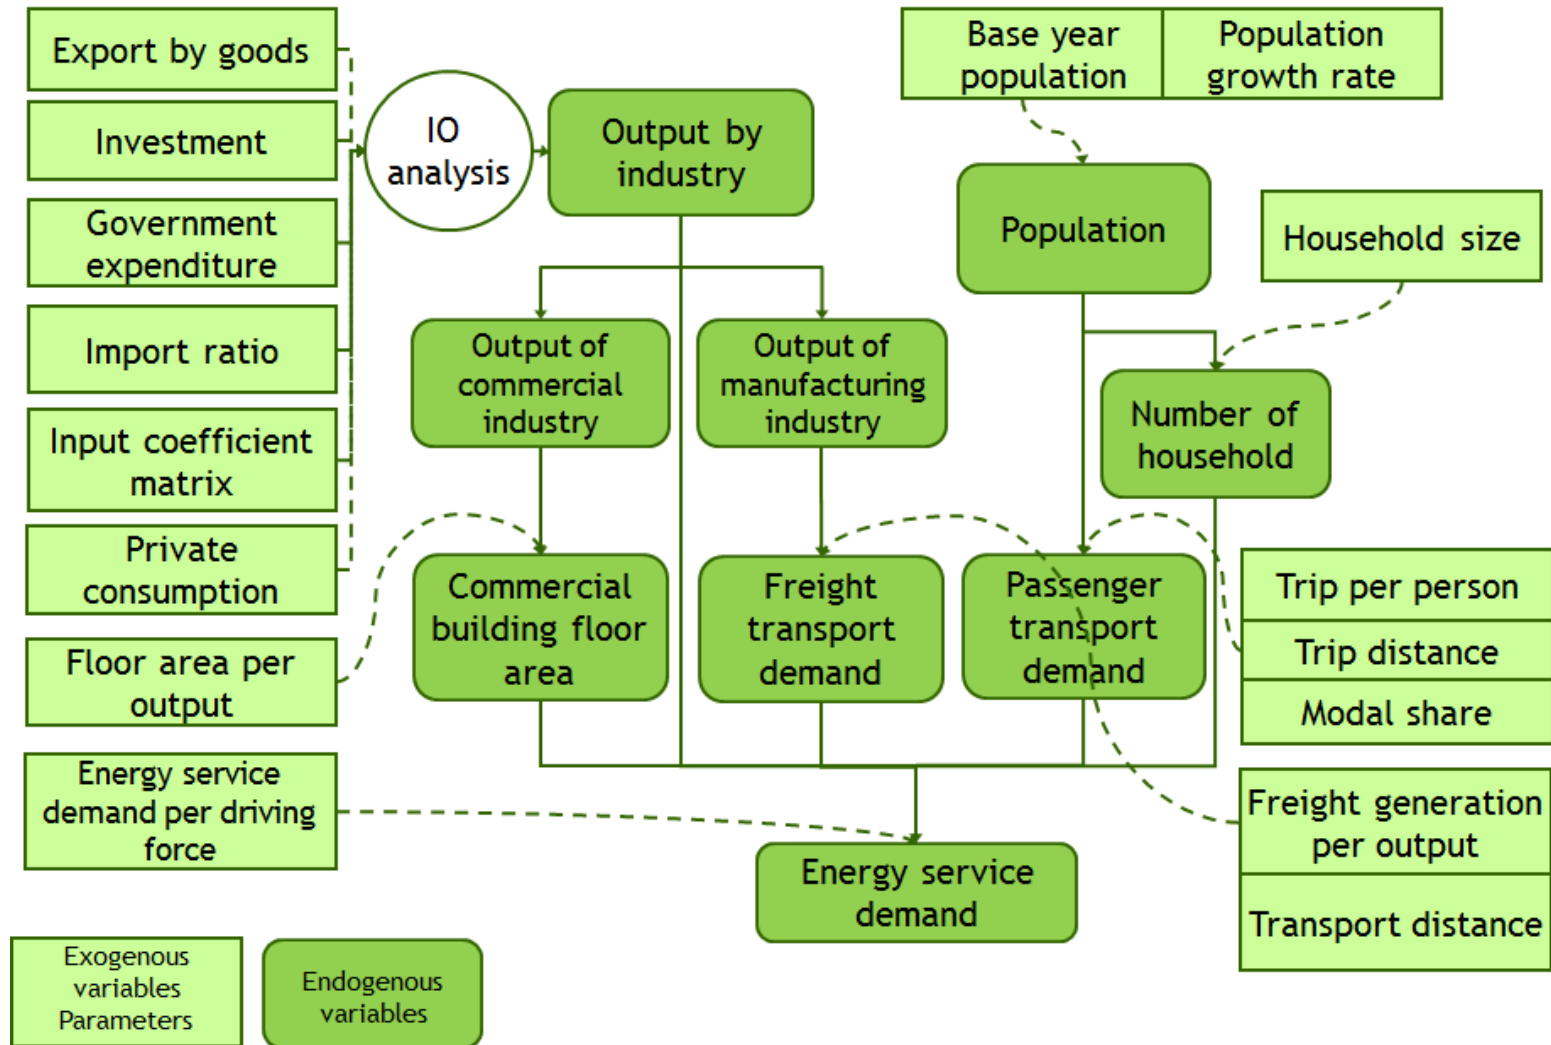 Export by goods
Investment
Government
expenditure
Import ratio
Input coefficient
matrix
Private
consumption
Floor area per
output
Energy service
demand per driving
force
IO
analysis
Output by
industry
Output of
commercial
industry
Output of
manufacturing
industry
Commercial
building floor
area
Freight
transport
demand
Passenger
transport
demand
Base year
population
Population
growth rate
Population
Household size
Number of
household
Trip per person
Trip distance
Modal share
Freight generation
per output
Transport distance
Energy service
demand
Exogenous
variables
Parameters
Endogenous
variables